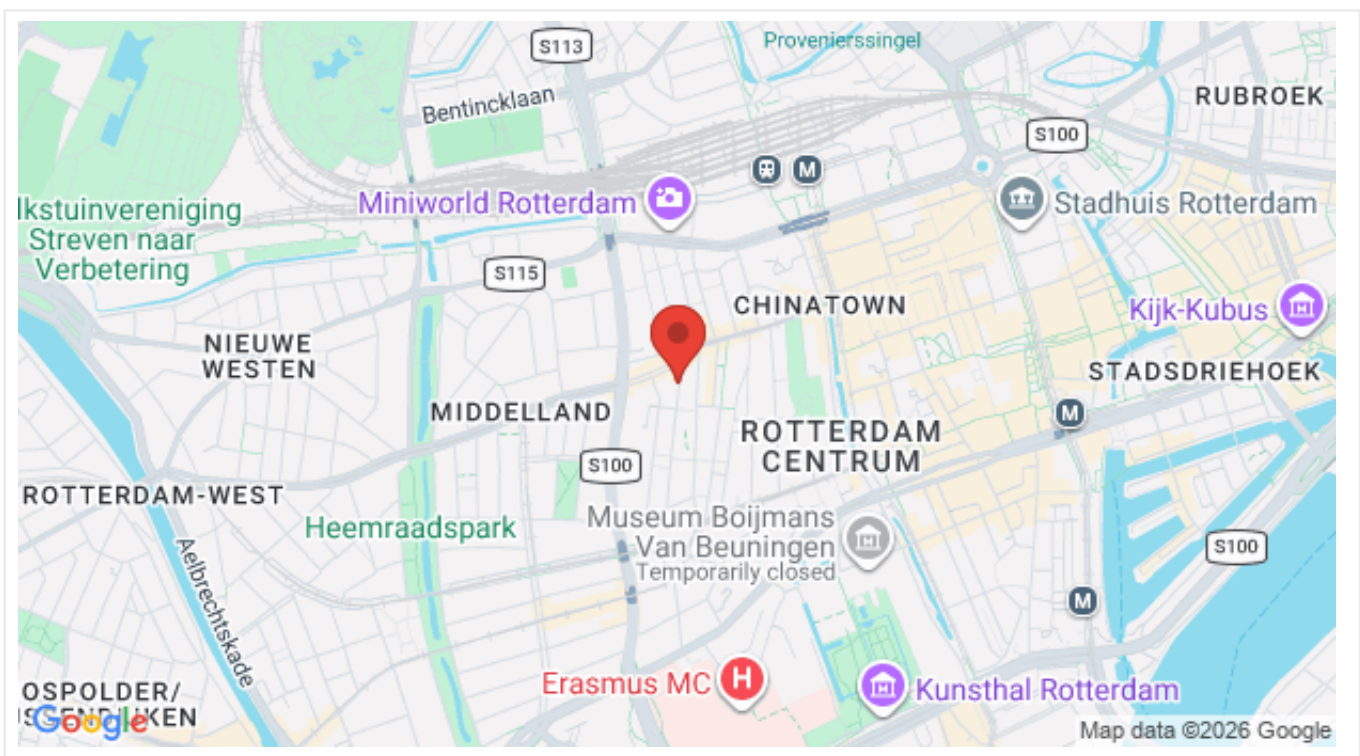 S113
Provenierssingel
Bentincklaan
RUBROEK
S100
Miniworld Rotterdam
M
Stadhuis Rotterdam
lkstuinvereniging
Streven naar
Verbetering
S115
CHINATOWN
Kijk-Kubus
NIEUWE
WESTEN
STADSDRIEHOEK
MIDDELLAND
M
ROTTERDAM
CENTRUM
S100
ROTTERDAM-WEST
Heemraadspark
Museum Boijmans
Van Beuningen
Temporarily closed
S100
Aelbrechtskade
M
Erasmus MC
H
Kunsthal Rotterdam
OSPOLDER/
Google
Map data ©2026 Google